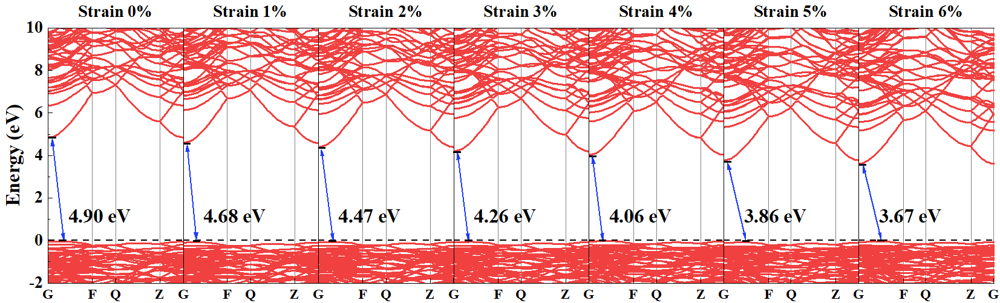 Strain 0% Strain 1% Strain 2% Strain 3% Strain 4% Strain 5% Strain 6%
10
8
6
4
2
0
-2
Energy (eV)
4.90 eV 4.68 eV 4.47 eV 4.26 eV 4.06 eV 3.86 eV 3.67 eV
G F Q Z G F Q Z G F Q Z G F Q Z G F Q Z G F Q Z G F Q Z G